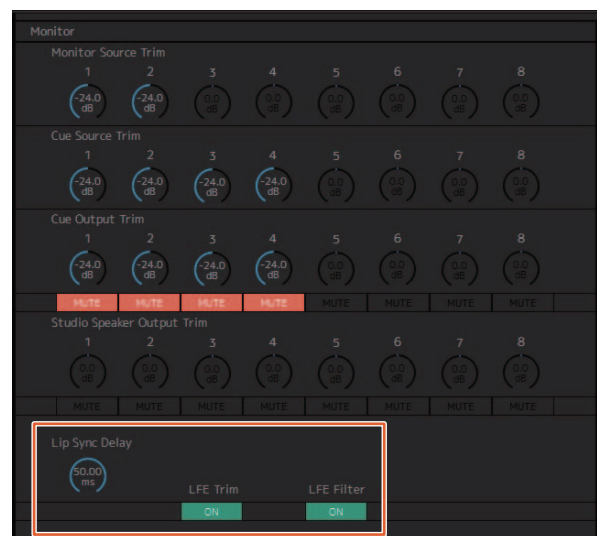 Monitor
Monitor Source Trim
1 2 3 4 5 6 7 8
-24.0 dB -24.0 dB 0.0 dB 0.0 dB 0.0 dB 0.0 dB 0.0 dB 0.0 dB
Cue Source Trim
1 2 3 4 5 6 7 8
-24.0 dB -24.0 dB -24.0 dB -24.0 dB 0.0 dB 0.0 dB 0.0 dB 0.0 dB
Cue Output Trim
1 2 3 4 5 6 7 8
-24.0 dB -24.0 dB -24.0 dB -24.0 dB 0.0 dB 0.0 dB 0.0 dB 0.0 dB
MUTE MUTE MUTE MUTE MUTE MUTE MUTE MUTE
Studio Speaker Output Trim
1 2 3 4 5 6 7 8
0.0 dB 0.0 dB 0.0 dB 0.0 dB 0.0 dB 0.0 dB 0.0 dB 0.0 dB
MUTE MUTE MUTE MUTE MUTE MUTE MUTE MUTE
Lip Sync Delay
50.00 ms
LFE Trim LFE Filter
ON ON